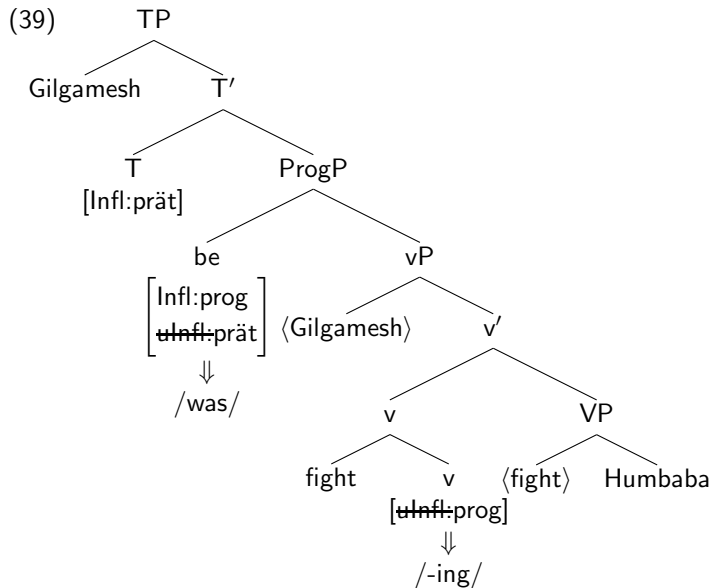 (39) TP
Gilgamesh T′
T ProgP
[Infl:prät]
be vP
[Infl:prog
uInfl:prät] ⟨Gilgamesh⟩ v′
⇓
/was/
v VP
fight v ⟨fight⟩ Humbaba
[uInfl:prog]
⇓
/-ing/